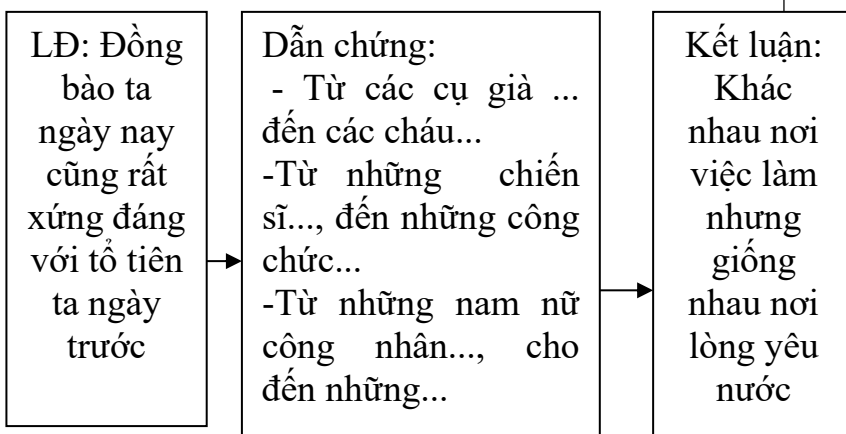 LĐ: Đồng
bào ta
ngày nay
cũng rất
xứng đáng
với tổ tiên
ta ngày
trước
Dẫn chứng:
- Từ các cụ già ...
đến các cháu...
-Từ những chiến
sĩ..., đến những công
chức...
-Từ những nam nữ
công nhân..., cho
đến những...
Kết luận:
Khác
nhau nơi
việc làm
nhưng
giống
nhau nơi
lòng yêu
nước